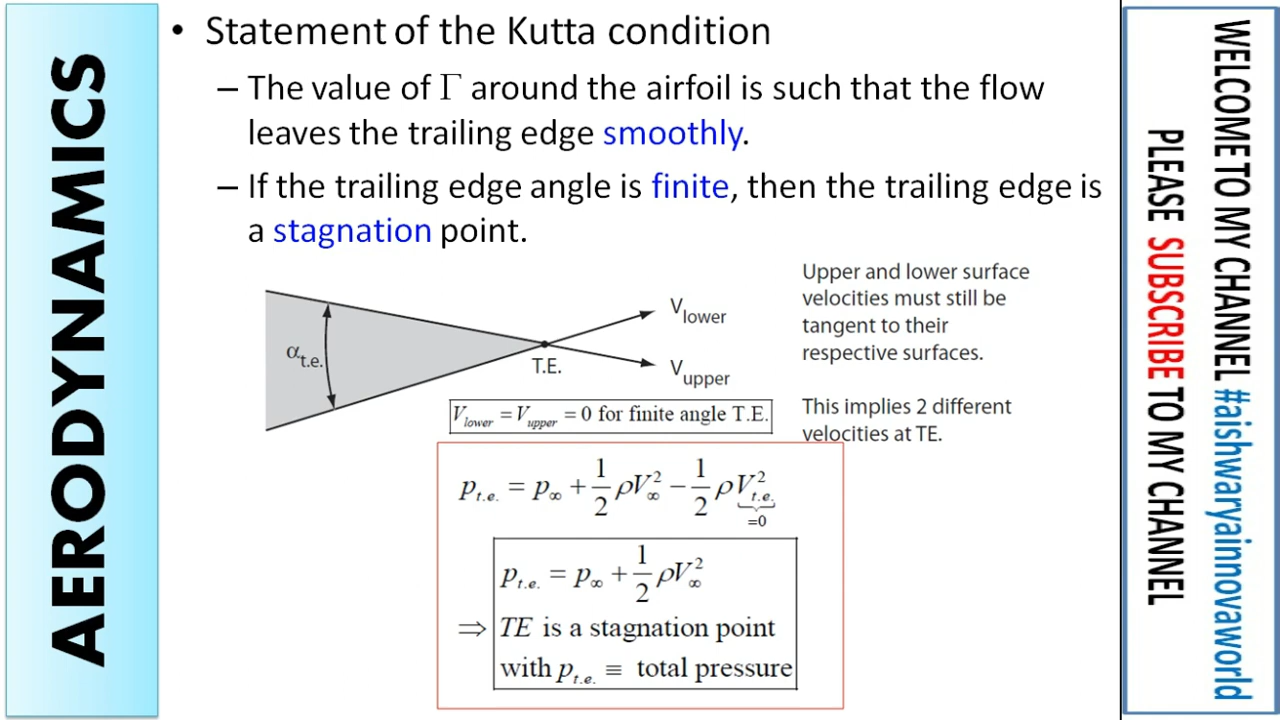 AERODYNAMICS
• Statement of the Kutta condition
– The value of Γ around the airfoil is such that the flow
leaves the trailing edge smoothly.
– If the trailing edge angle is finite, then the trailing edge is
a stagnation point.
α_t.e.
T.E.
V_lower
V_upper
V_lower = V_upper = 0 for finite angle T.E.
Upper and lower surface
velocities must still be
tangent to their
respective surfaces.
This implies 2 different
velocities at TE.
p_t.e. = p_∞ + 1/2 ρV_∞^2 − 1/2 ρV_t.e.^2
=0
p_t.e. = p_∞ + 1/2 ρV_∞^2
⇒ TE is a stagnation point
with p_t.e. ≡ total pressure
WELCOME TO MY CHANNEL #aishwaryainnovaworld
PLEASE SUBSCRIBE TO MY CHANNEL